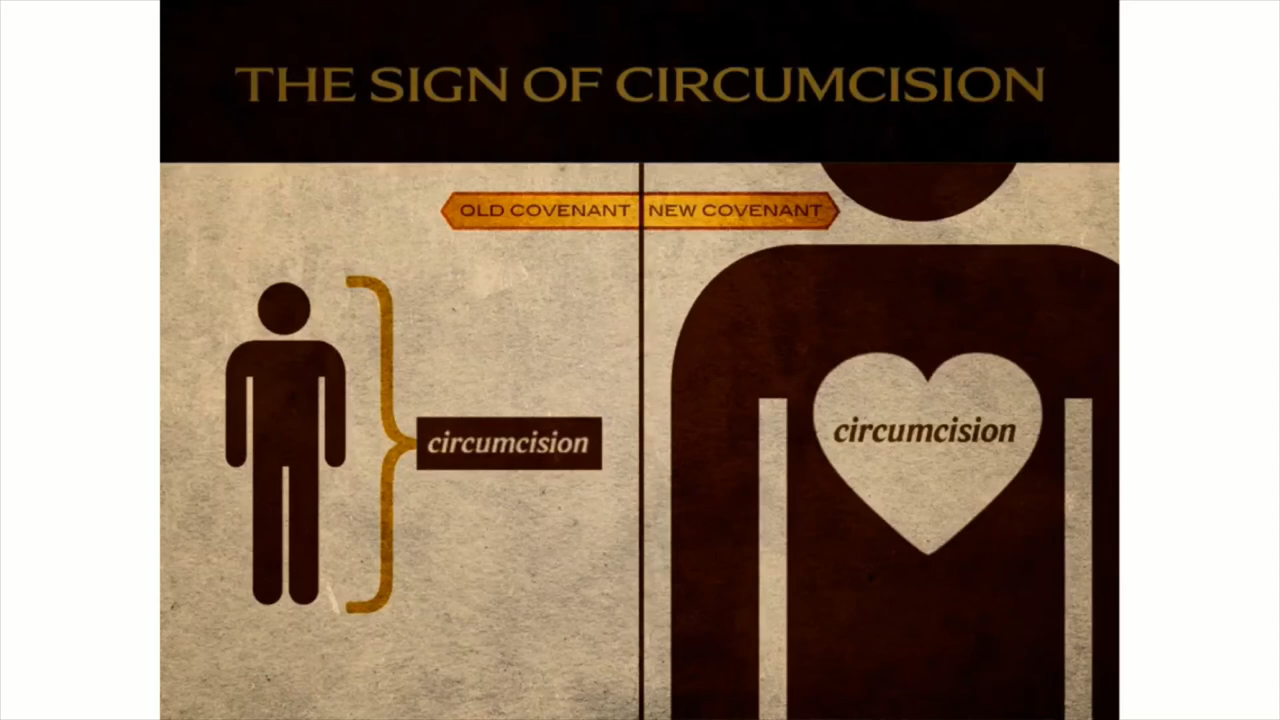 THE SIGN OF CIRCUMCISION
OLD COVENANT
NEW COVENANT
circumcision
circumcision